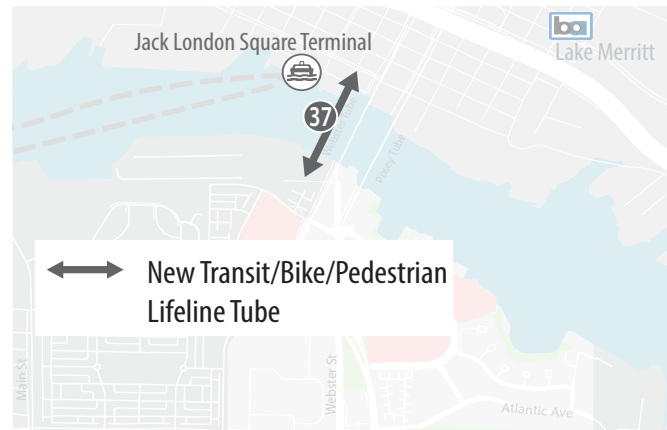 ba
Jack London Square Terminal
Lake Merritt
37
Webster Tube
Posey Tube
New Transit/Bike/Pedestrian
Lifeline Tube
Main St
Webster St
Atlantic Ave